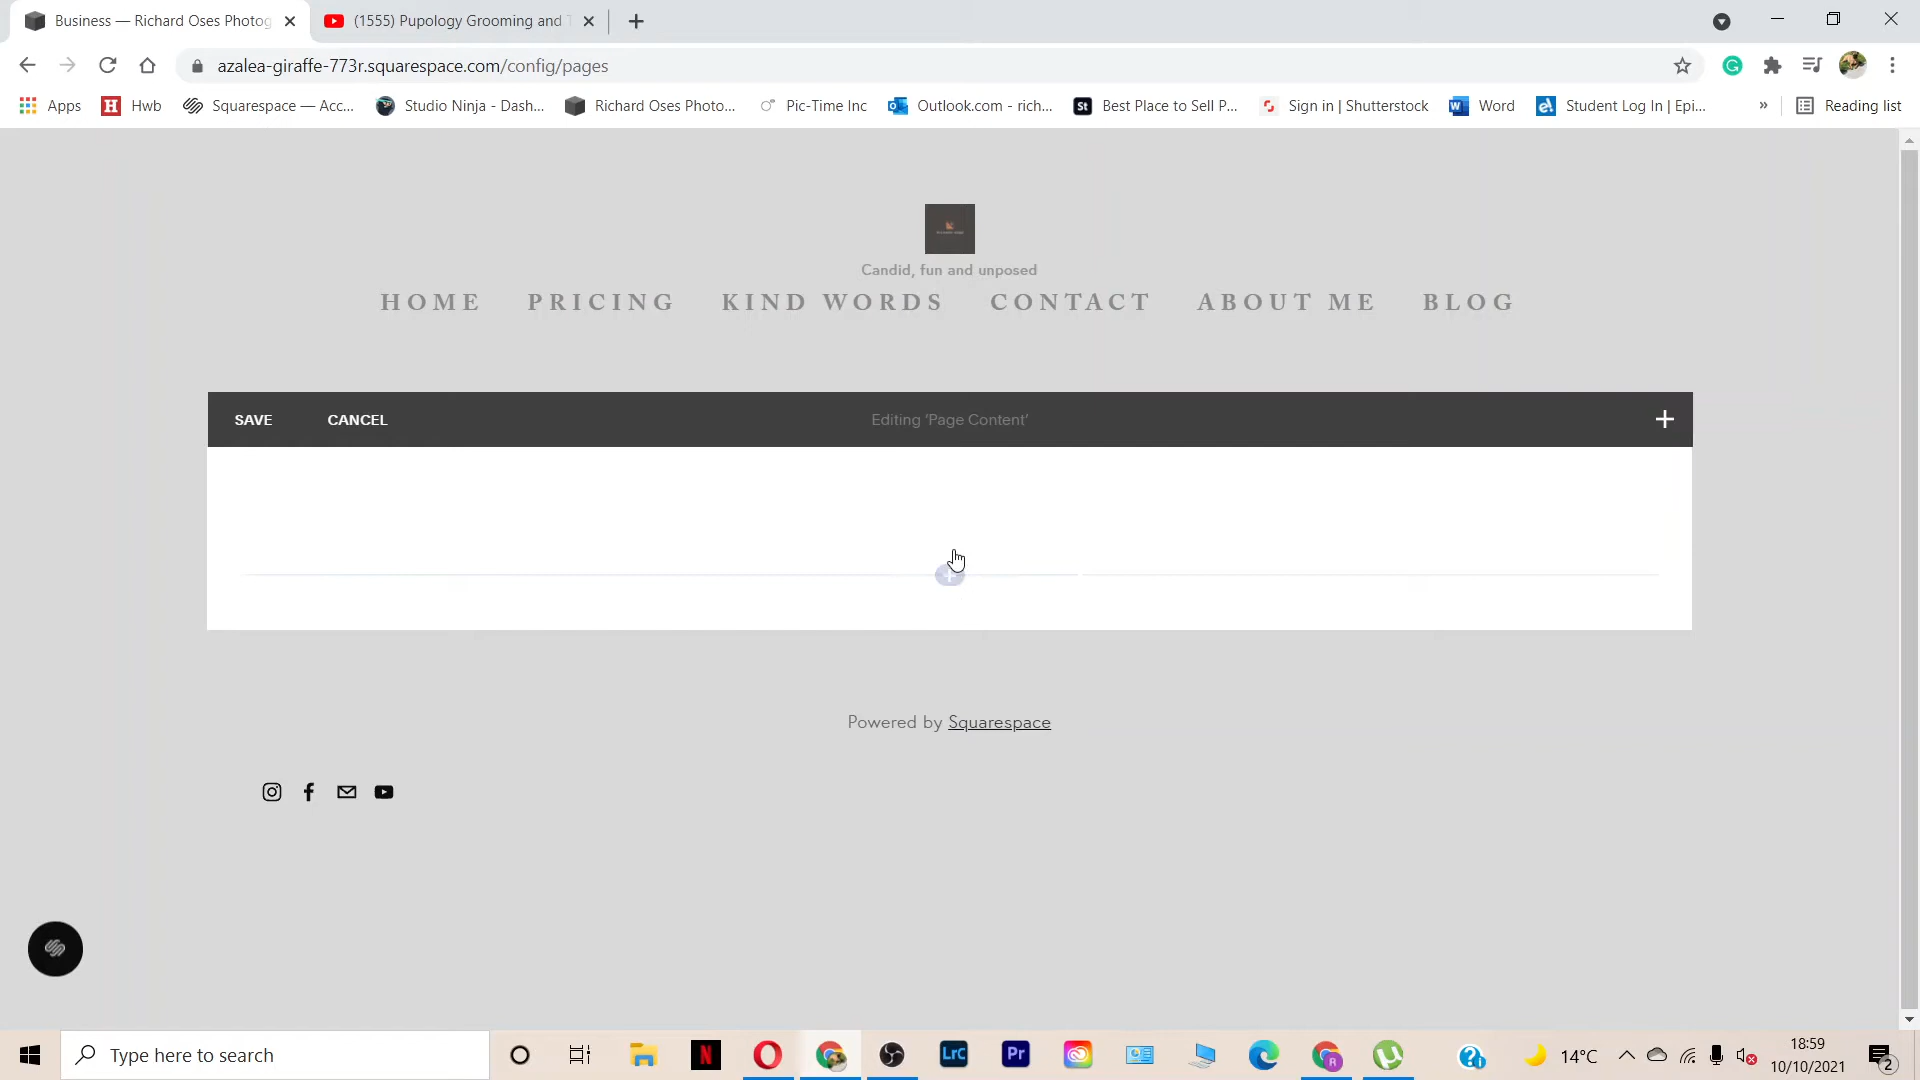 Business — Richard Oses Photog
(1555) Pupology Grooming and T
azalea-giraffe-773r.squarespace.com/config/pages
Apps
Hwb
Squarespace — Acc...
Studio Ninja - Dash...
Richard Oses Photo...
Pic-Time Inc
Outlook.com - rich...
Best Place to Sell P...
Sign in | Shutterstock
Word
Student Log In | Epi...
»
Reading list
Candid, fun and unposed
HOME PRICING KIND WORDS CONTACT ABOUT ME BLOG
SAVE CANCEL Editing ‘Page Content’
Powered by Squarespace
Type here to search
14°C
18:59
10/10/2021
2